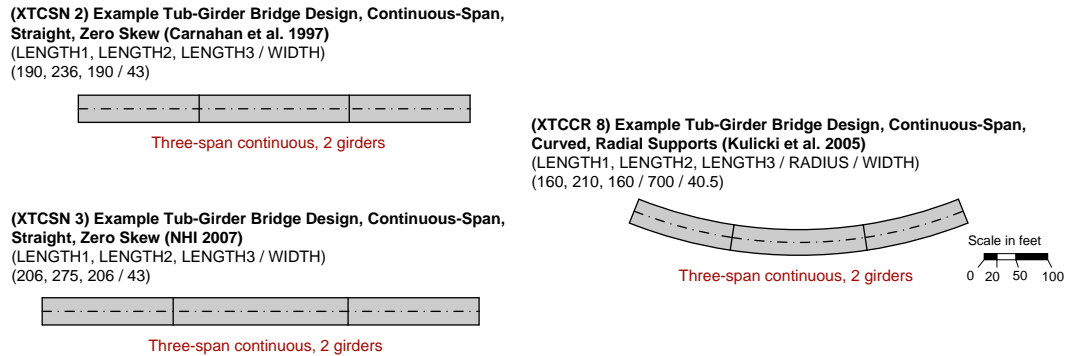 (XTCSN 2) Example Tub-Girder Bridge Design, Continuous-Span,
Straight, Zero Skew (Carnahan et al. 1997)
(LENGTH1, LENGTH2, LENGTH3 / WIDTH)
(190, 236, 190 / 43)
Three-span continuous, 2 girders
(XTCSN 3) Example Tub-Girder Bridge Design, Continuous-Span,
Straight, Zero Skew (NHI 2007)
(LENGTH1, LENGTH2, LENGTH3 / WIDTH)
(206, 275, 206 / 43)
Three-span continuous, 2 girders
(XTCCR 8) Example Tub-Girder Bridge Design, Continuous-Span,
Curved, Radial Supports (Kulicki et al. 2005)
(LENGTH1, LENGTH2, LENGTH3 / RADIUS / WIDTH)
(160, 210, 160 / 700 / 40.5)
Three-span continuous, 2 girders
Scale in feet
0 20 50 100